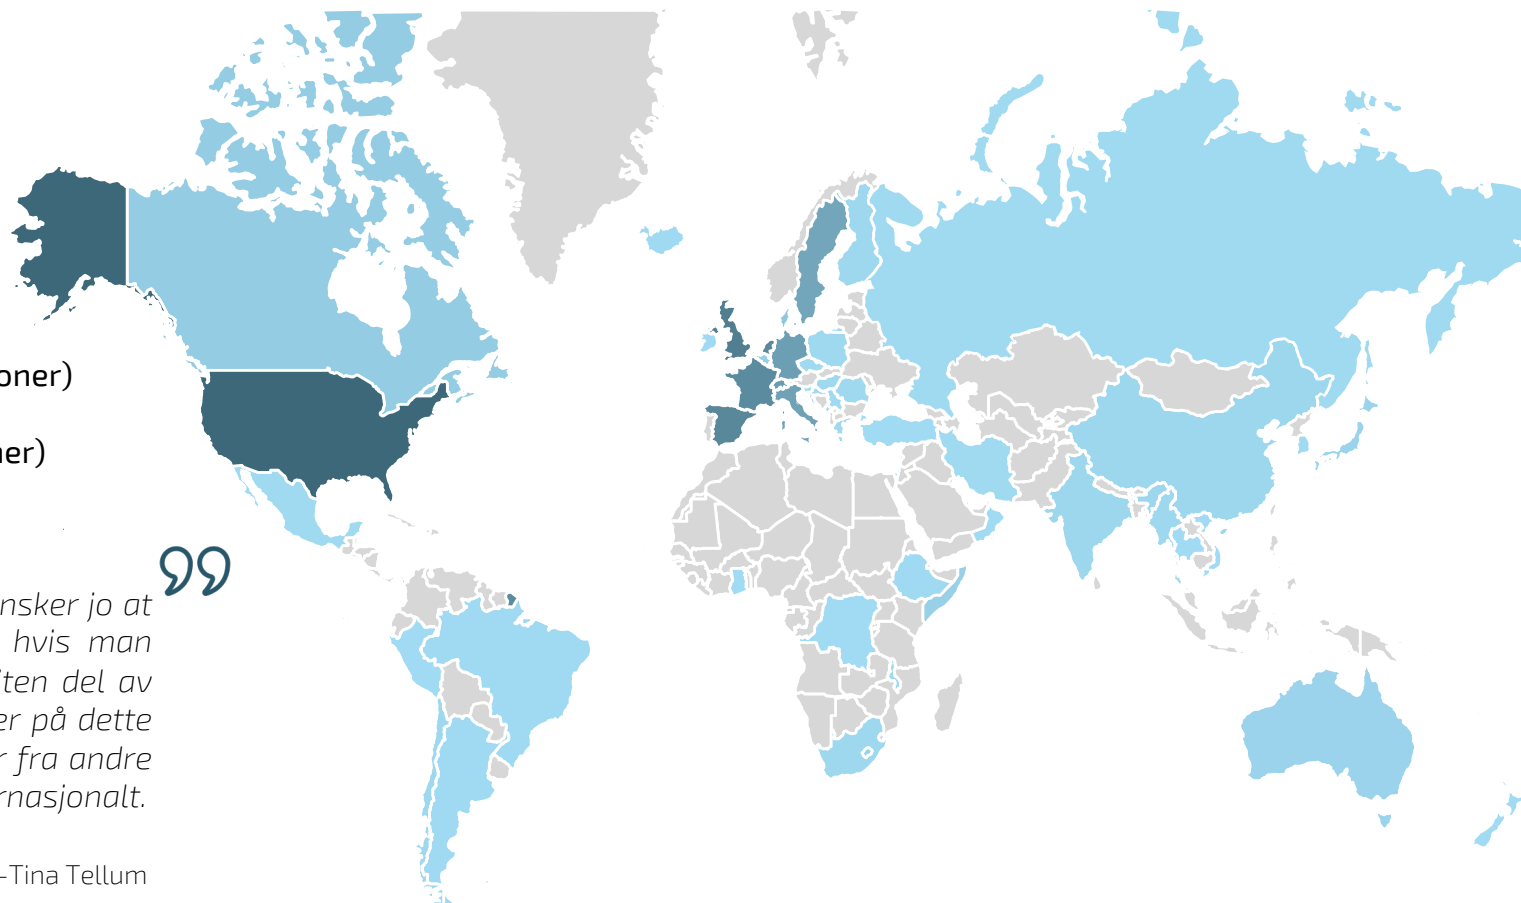 oner)
ner)
”
nsker jo at
hvis man
ten del av
er på dette
r fra andre
rnasjonalt.
-Tina Tellum